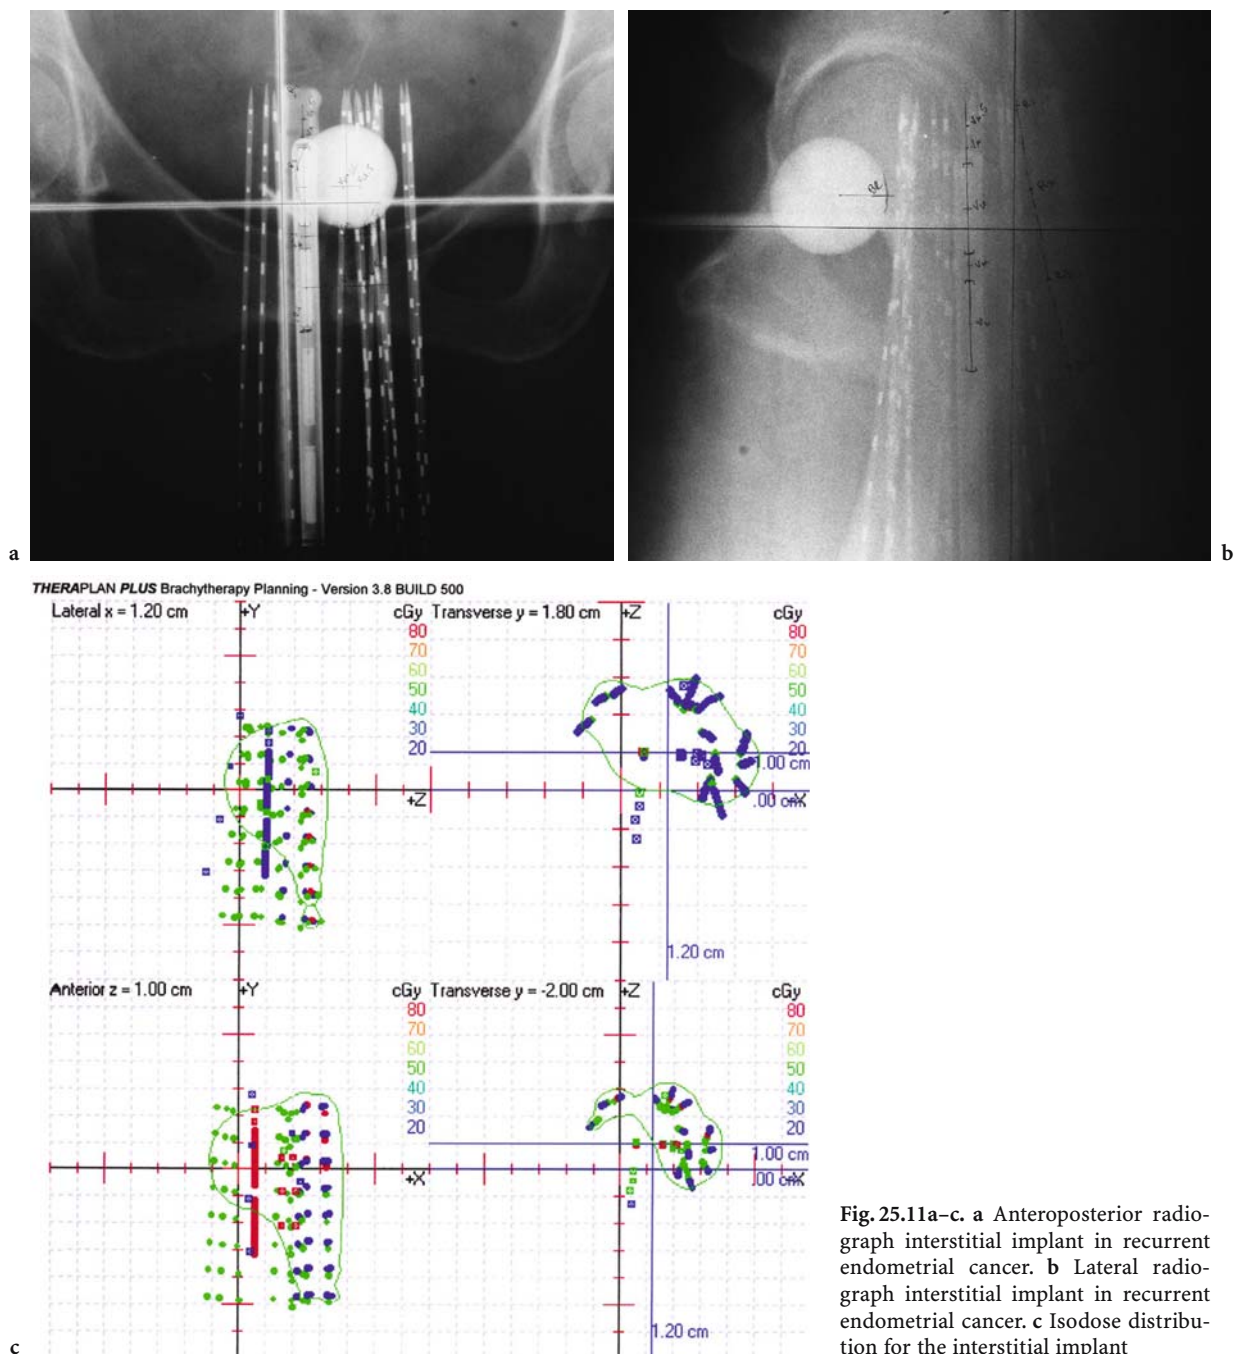 a
b
THERAPLAN PLUS Brachytherapy Planning - Version 3.8 BUILD 500
Lateral x = 1.20 cm
+Y
cGy
80
70
60
50
40
30
20
+Z
Transverse y = 1.80 cm
+Z
cGy
80
70
60
50
40
30
20
1.00 cm
.00 cm
X
1.20 cm
Anterior z = 1.00 cm
+Y
cGy
80
70
60
50
40
30
20
+X
Transverse y = -2.00 cm
+Z
cGy
80
70
60
50
40
30
20
1.00 cm
.00 cm
X
1.20 cm
c
Fig. 25.11a–c. a Anteroposterior radio-
graph interstitial implant in recurrent
endometrial cancer. b Lateral radio-
graph interstitial implant in recurrent
endometrial cancer. c Isodose distribu-
tion for the interstitial implant